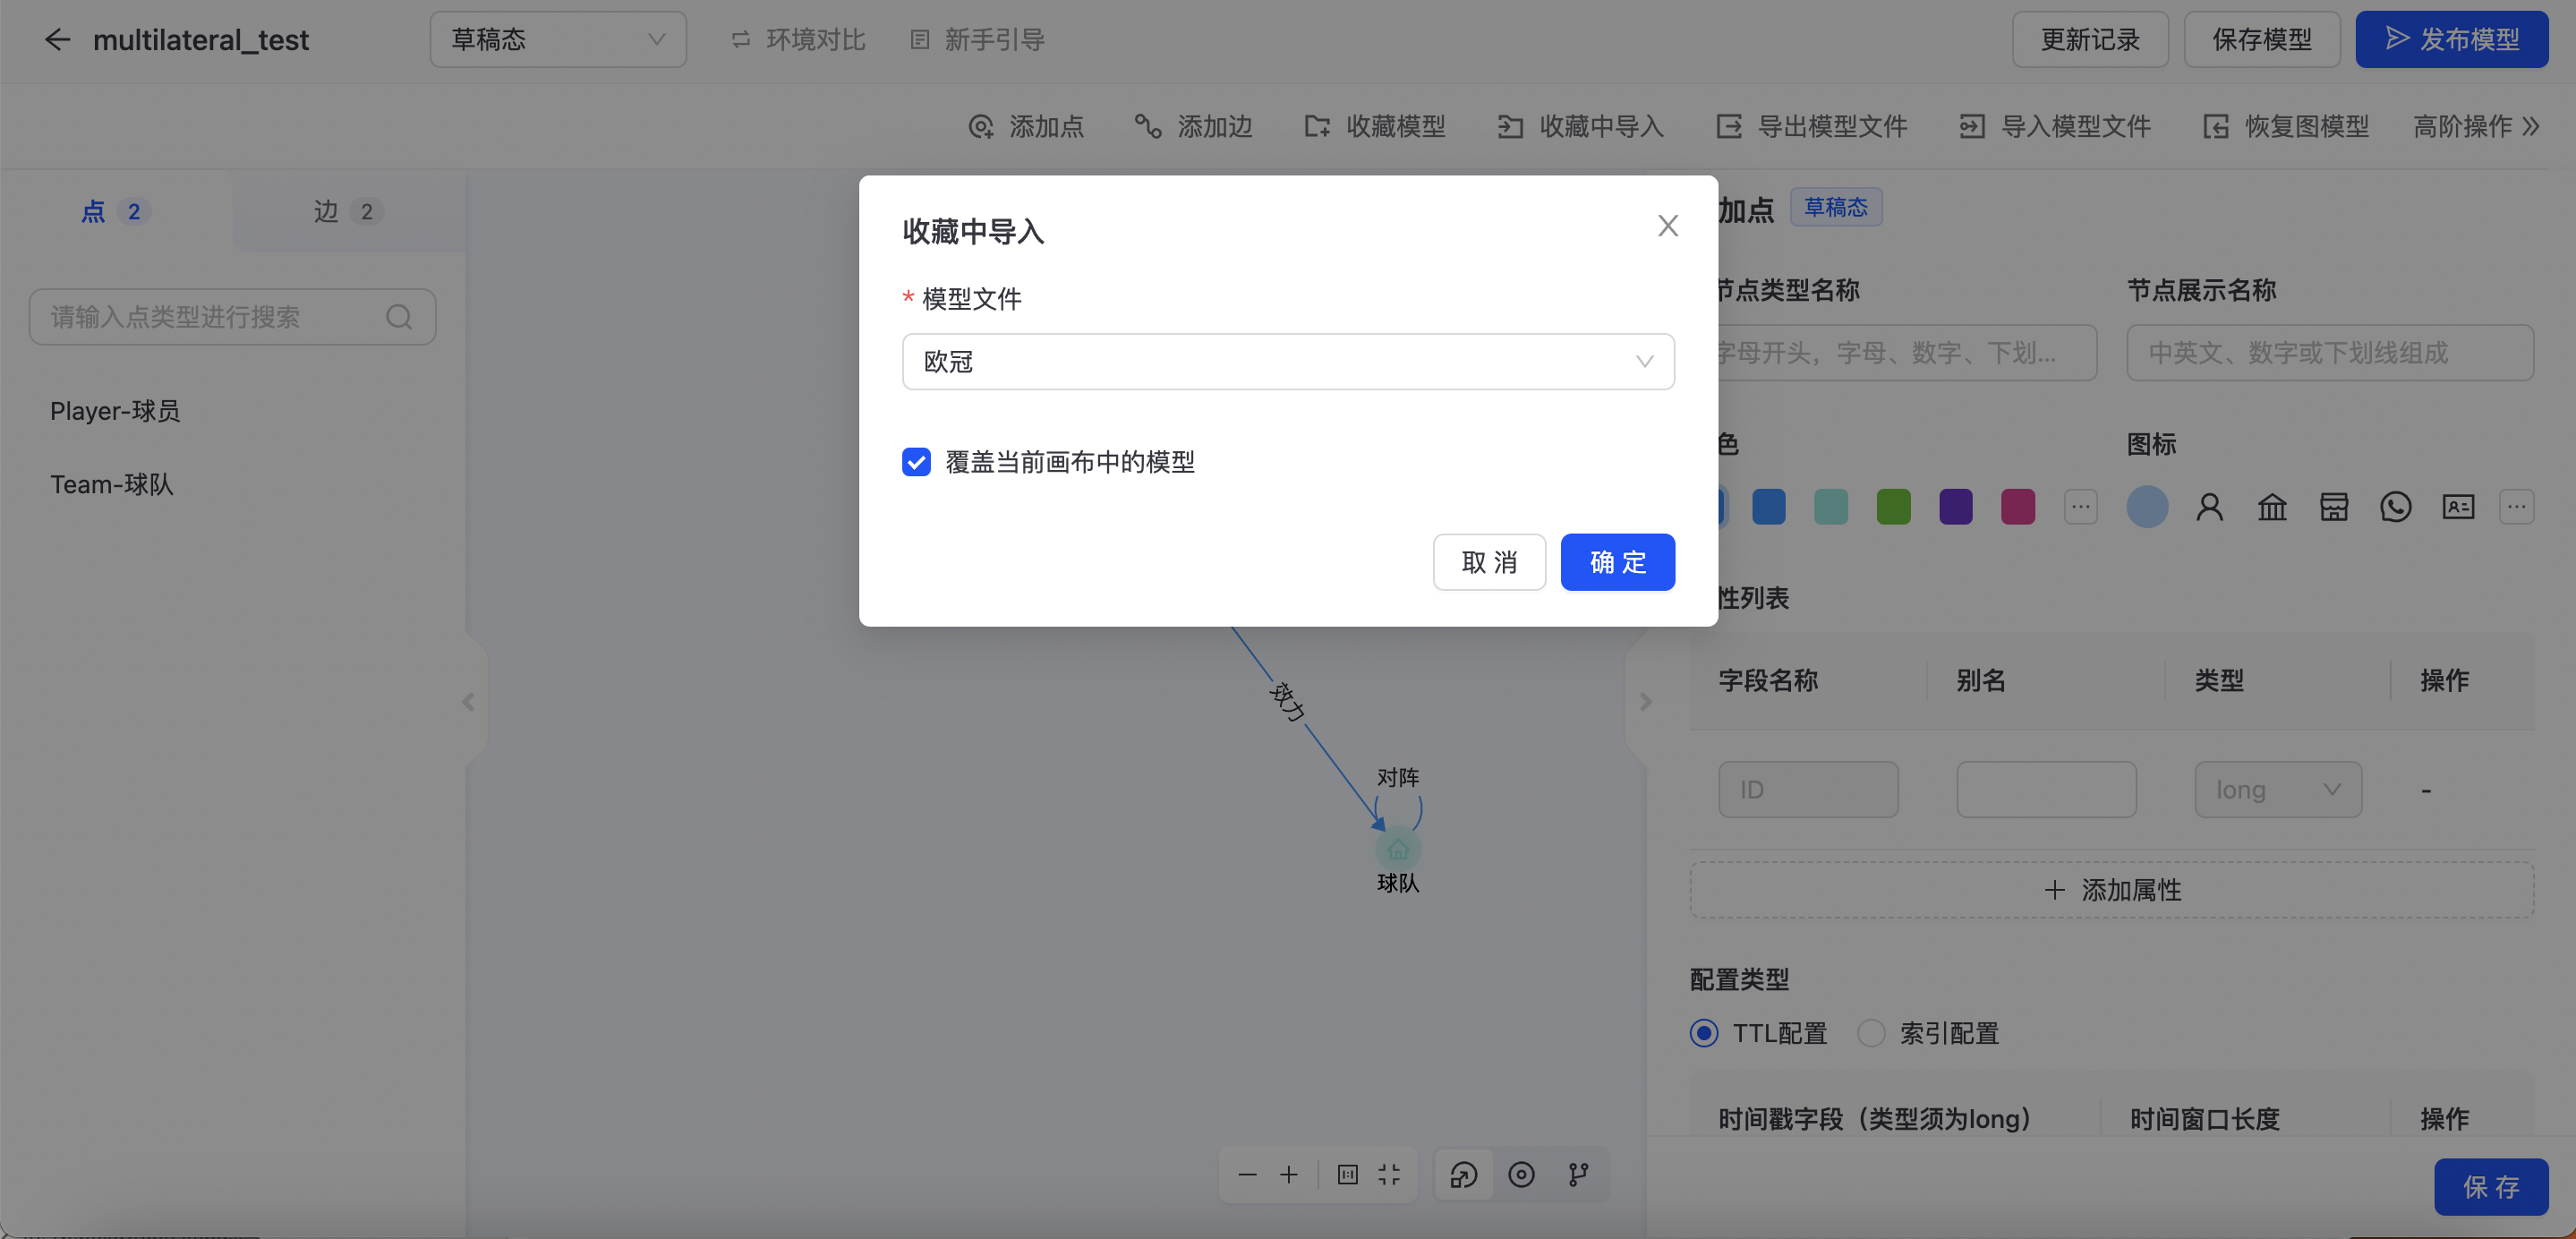 multilateral_test
草稿态
环境对比
新手引导
更新记录
保存模型
发布模型
添加点
添加边
收藏模型
收藏中导入
导出模型文件
导入模型文件
恢复图模型
高阶操作
点 2
边 2
请输入点类型进行搜索
Player-球员
Team-球队
收藏中导入
* 模型文件
欧冠
覆盖当前画布中的模型
取 消
确 定
效力
对阵
球队
加点 草稿态
节点类型名称
节点展示名称
字母开头，字母、数字、下划...
中英文、数字或下划线组成
色
图标
性列表
字段名称 别名 类型 操作
ID long -
添加属性
配置类型
TTL配置 索引配置
时间戳字段（类型须为long） 时间窗口长度 操作
保 存